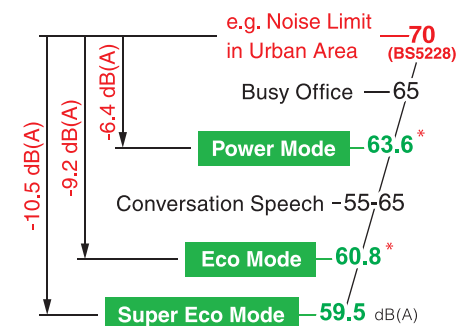 e.g. Noise Limit
in Urban Area
70
(BS5228)
Busy Office
65
Power Mode
63.6 *
Conversation Speech
55-65
Eco Mode
60.8 *
Super Eco Mode
59.5 dB(A)
-10.5 dB(A)
-9.2 dB(A)
-6.4 dB(A)